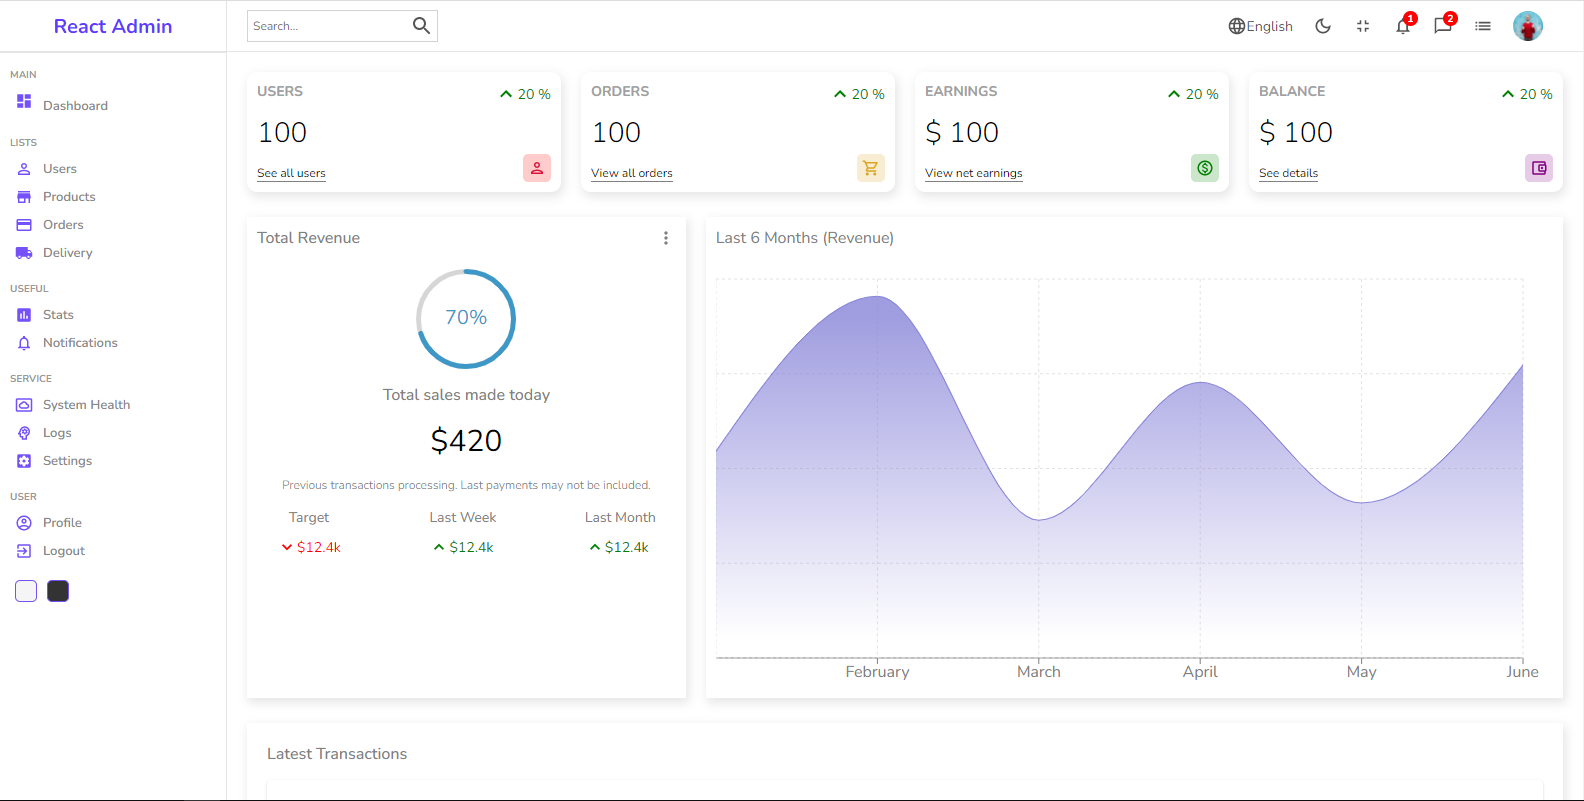 React Admin
Search...
English
1
2
MAIN
Dashboard
LISTS
Users
Products
Orders
Delivery
USEFUL
Stats
Notifications
SERVICE
System Health
Logs
Settings
USER
Profile
Logout
USERS
20 %
100
See all users
ORDERS
20 %
100
View all orders
EARNINGS
20 %
$ 100
View net earnings
BALANCE
20 %
$ 100
See details
Total Revenue
70%
Total sales made today
$420
Previous transactions processing. Last payments may not be included.
Target
Last Week
Last Month
$12.4k
$12.4k
$12.4k
Last 6 Months (Revenue)
February
March
April
May
June
Latest Transactions